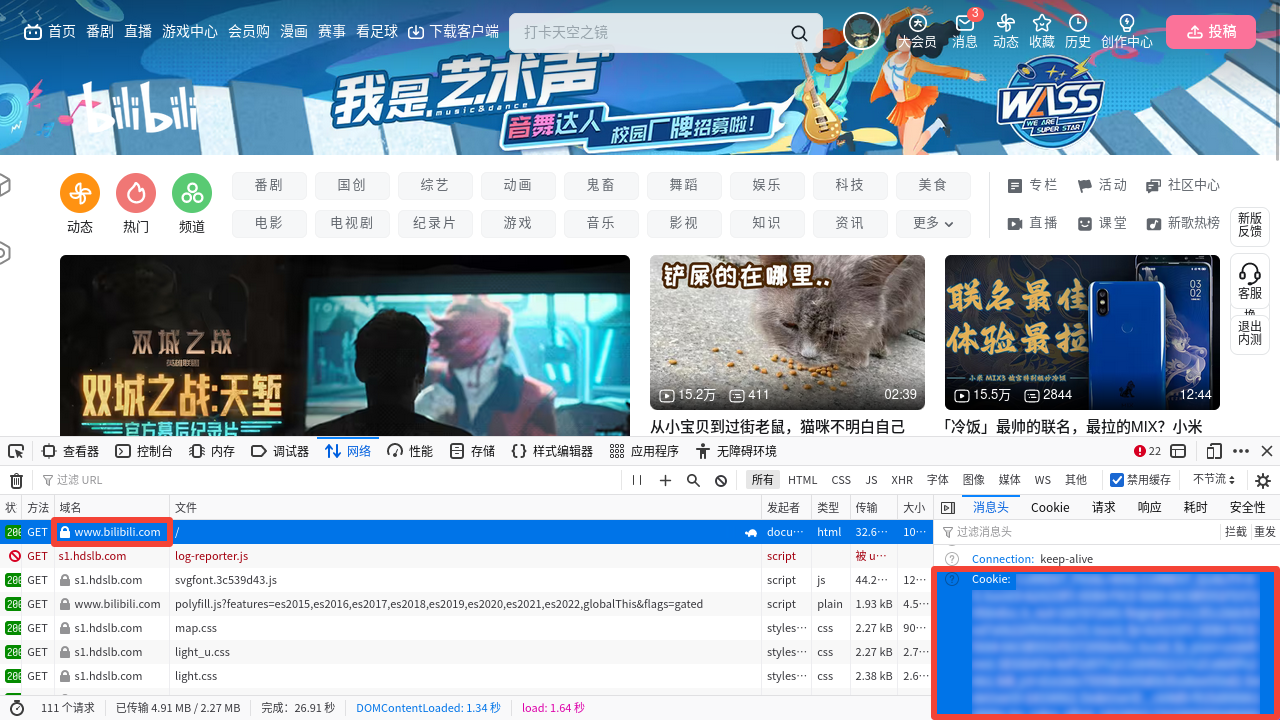 首页 番剧 直播 游戏中心 会员购 漫画 赛事 看足球 下载客户端 打卡天空之镜 大会员 3 消息 动态 收藏 历史 创作中心 投稿
我是艺术声
music&dance
音舞达人 校园厂牌招募啦!
WASS
WE ARE
SUPER STAR
bilibili
番剧 国创 综艺 动画 鬼畜 舞蹈 娱乐 科技 美食 专栏 活动 社区中心
动态 热门 频道
电影 电视剧 纪录片 游戏 音乐 影视 知识 资讯 更多 直播 课堂 新歌热榜
新版
反馈
客服
换
退出
内测
双城之战
双城之战:天堑
官方幕后纪录片
铲屎的在哪里..
15.2万 411 02:39
从小宝贝到过街老鼠，猫咪不明白自己
联名最佳
体验最拉
小米 MIX3 故宫特别版炒冷饭
03
02
15.5万 2844 12:44
「冷饭」最帅的联名，最拉的MIX？小米
查看器 控制台 内存 调试器 网络 性能 存储 样式编辑器 应用程序 无障碍环境 22
过滤 URL 所有 HTML CSS JS XHR 字体 图像 媒体 WS 其他 禁用缓存 不节流
状 方法 域名 文件 发起者 类型 传输 大小 消息头 Cookie 请求 响应 耗时 安全性
200 GET www.bilibili.com / docu… html 32.6… 10… 过滤消息头 拦截 重发
GET s1.hdslb.com log-reporter.js script 被 u… Connection: keep-alive
200 GET s1.hdslb.com svgfont.3c539d43.js script js 44.2… 12… Cookie:
200 GET www.bilibili.com polyfill.js?features=es2015,es2016,es2017,es2018,es2019,es2020,es2021,es2022,globalThis&flags=gated script plain 1.93 kB 4.5…
200 GET s1.hdslb.com map.css styles… css 2.27 kB 90…
200 GET s1.hdslb.com light_u.css styles… css 2.27 kB 2.7…
200 GET s1.hdslb.com light.css styles… css 2.38 kB 2.6…
111 个请求 已传输 4.91 MB / 2.27 MB 完成：26.91 秒 DOMContentLoaded: 1.34 秒 load: 1.64 秒